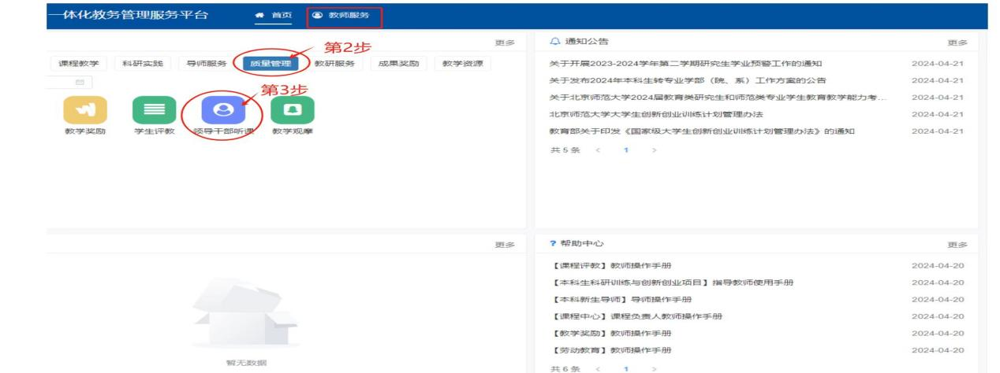 一体化教务管理服务平台 首页 教师服务
更多
第2步
课程教学 科研实践 导师服务 质量管理 教研服务 成果奖励 教学资源
第3步
教学奖励 学生评教 领导干部听课 教学观摩
通知公告 更多
关于开展2023-2024学年第二学期研究生学业预警工作的通知 2024-04-21
关于发布2024年本科生转专业学部（院、系）工作方案的公告 2024-04-21
关于北京师范大学2024届教育类研究生和师范类专业学生教育教学能力考... 2024-04-21
北京师范大学大学生创新创业训练计划管理办法 2024-04-21
教育部关于印发《国家级大学生创新创业训练计划管理办法》的通知 2024-04-21
共 5 条 < 1 >
更多
暂无数据
? 帮助中心 更多
【课程评教】教师操作手册 2024-04-20
【本科生科研训练与创新创业项目】指导教师使用手册 2024-04-20
【本科新生导师】导师操作手册 2024-04-20
【课程中心】课程负责人教师操作手册 2024-04-20
【教学奖励】教师操作手册 2024-04-20
【劳动教育】教师操作手册 2024-04-20
共 6 条 < 1 >